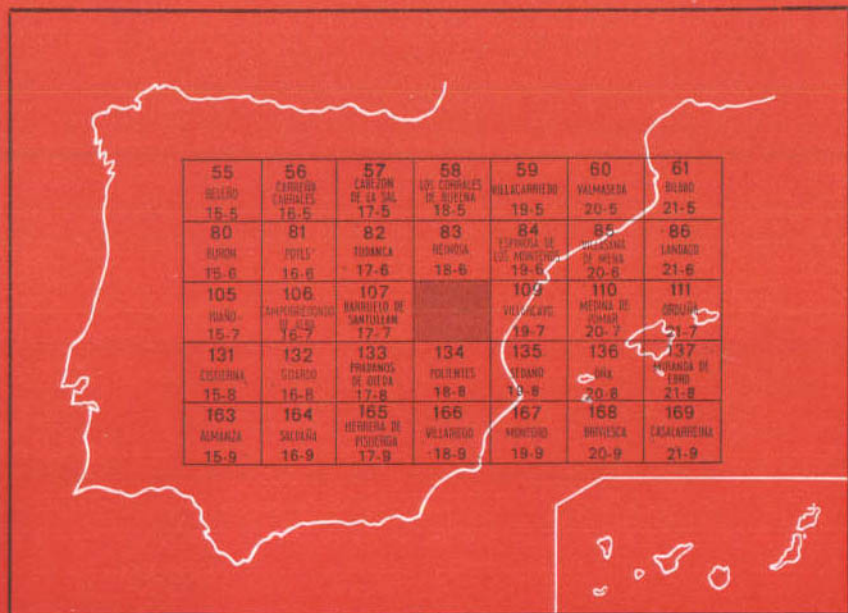 55 56 57 58 59 60 61
BELEÑO CARREÑA CABEZON LOS CORRALES VILLACARRIEDO VALMASEDA BILBAO
CABRALES DE LA SAL DE BUELNA
15-5 16-5 17-5 18-5 19-5 20-5 21-5
80 81 82 83 84 85 86
BURON POTES TUDANCA REINOSA ESPINOSA DE VILLASANA LANDACO
LOS MONTEROS DE MENA
15-6 16-6 17-6 18-6 19-6 20-6 21-6
105 106 107 109 110 111
RIAÑO CAMPORREDONDO BARRUELO DE VILLARCAYO MEDINA DE ORDUÑA
DE ALBA SANTULLAN POMAR
15-7 16-7 17-7 19-7 20-7 21-7
131 132 133 134 135 136 137
CISTIERNA GUARDO PRADANOS POLIENTES SEDANO OÑA MIRANDA DE
DE OJEDA EBRO
15-8 16-8 17-8 18-8 19-8 20-8 21-8
163 164 165 166 167 168 169
ALMANZA SALDAÑA HERRERA DE VILLADIEGO MONTORIO BRIVIESCA CASALARREINA
PISUERGA
15-9 16-9 17-9 18-9 19-9 20-9 21-9